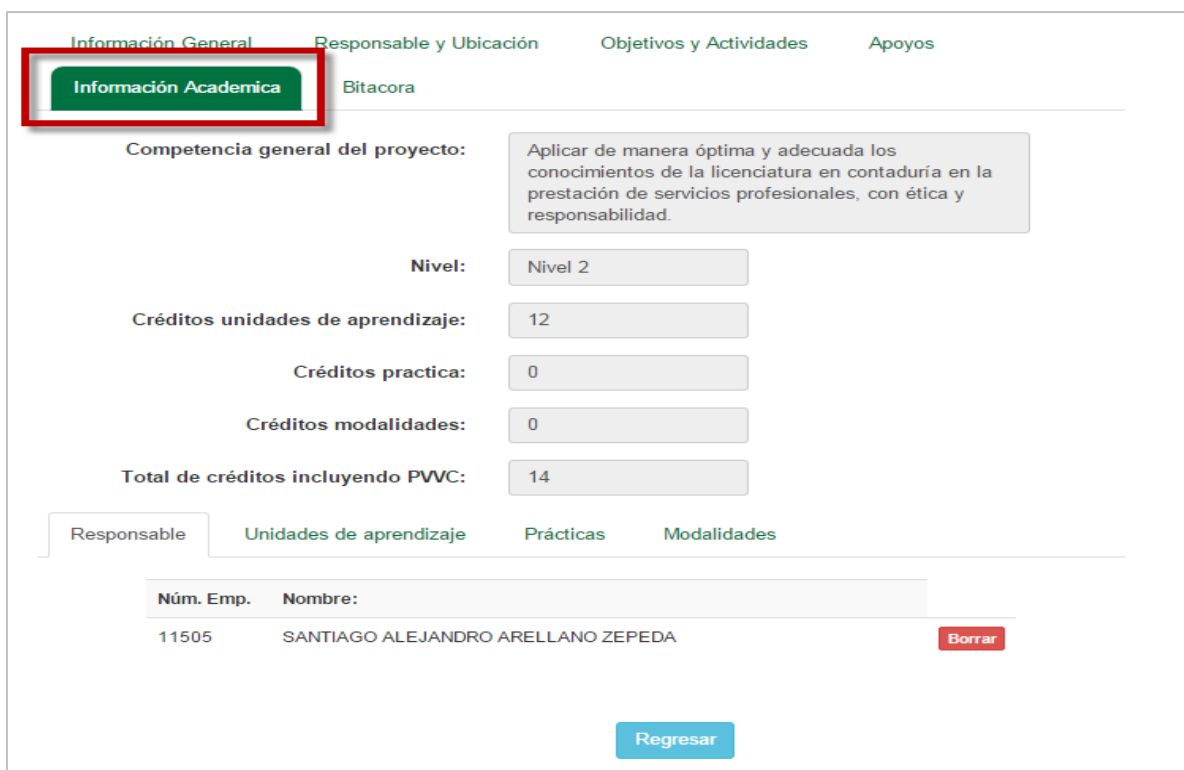 Información General Responsable y Ubicación Objetivos y Actividades Apoyos
Información Academica Bitacora
Competencia general del proyecto: Aplicar de manera óptima y adecuada los
conocimientos de la licenciatura en contaduría en la
prestación de servicios profesionales, con ética y
responsabilidad.
Nivel: Nivel 2
Créditos unidades de aprendizaje: 12
Créditos practica: 0
Créditos modalidades: 0
Total de créditos incluyendo PVVC: 14
Responsable Unidades de aprendizaje Prácticas Modalidades
Núm. Emp. Nombre:
11505 SANTIAGO ALEJANDRO ARELLANO ZEPEDA Borrar
Regresar